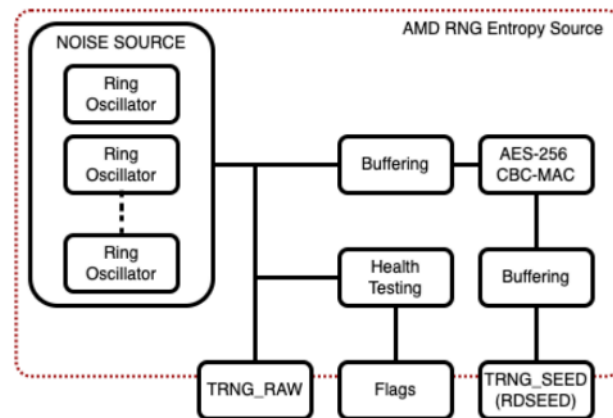 AMD RNG Entropy Source
NOISE SOURCE
Ring
Oscillator
Ring
Oscillator
Ring
Oscillator
Buffering
AES-256
CBC-MAC
Health
Testing
Buffering
TRNG_RAW
Flags
TRNG_SEED
(RDSEED)